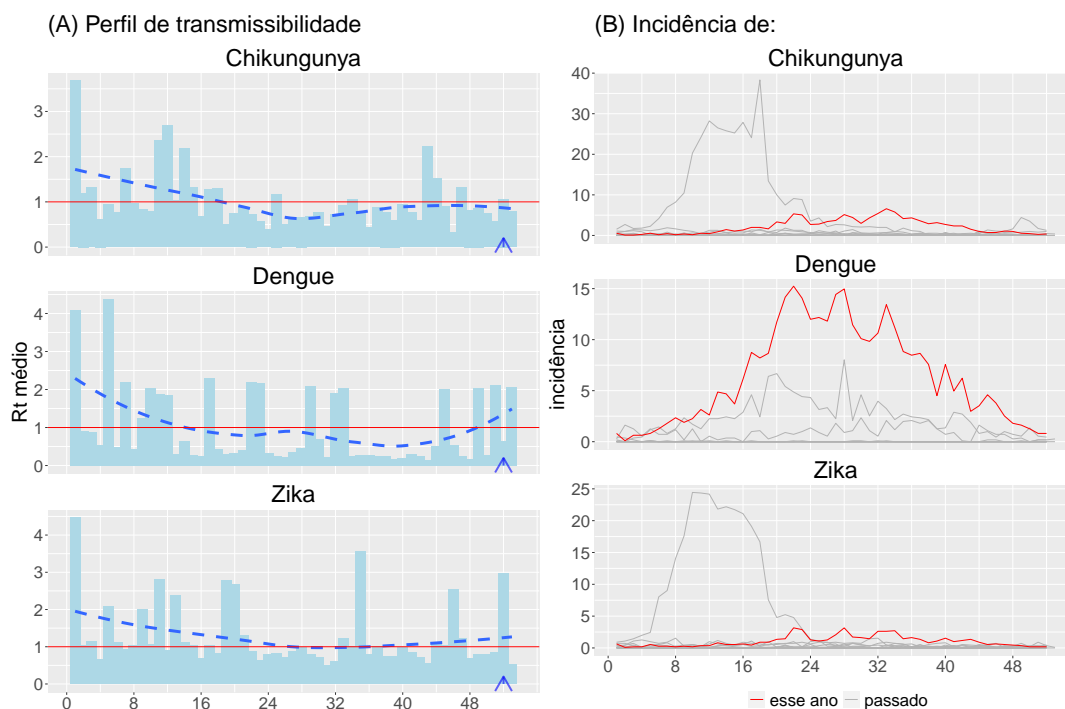 (A) Perfil de transmissibilidade
Chikungunya
3
2
1
0
Dengue
4
3
2
1
0
Zika
4
3
2
1
0
Rt médio
0 8 16 24 32 40 48
(B) Incidência de:
Chikungunya
40
30
20
10
0
Dengue
15
10
5
0
Zika
25
20
15
10
5
0
incidência
0 8 16 24 32 40 48
esse ano passado